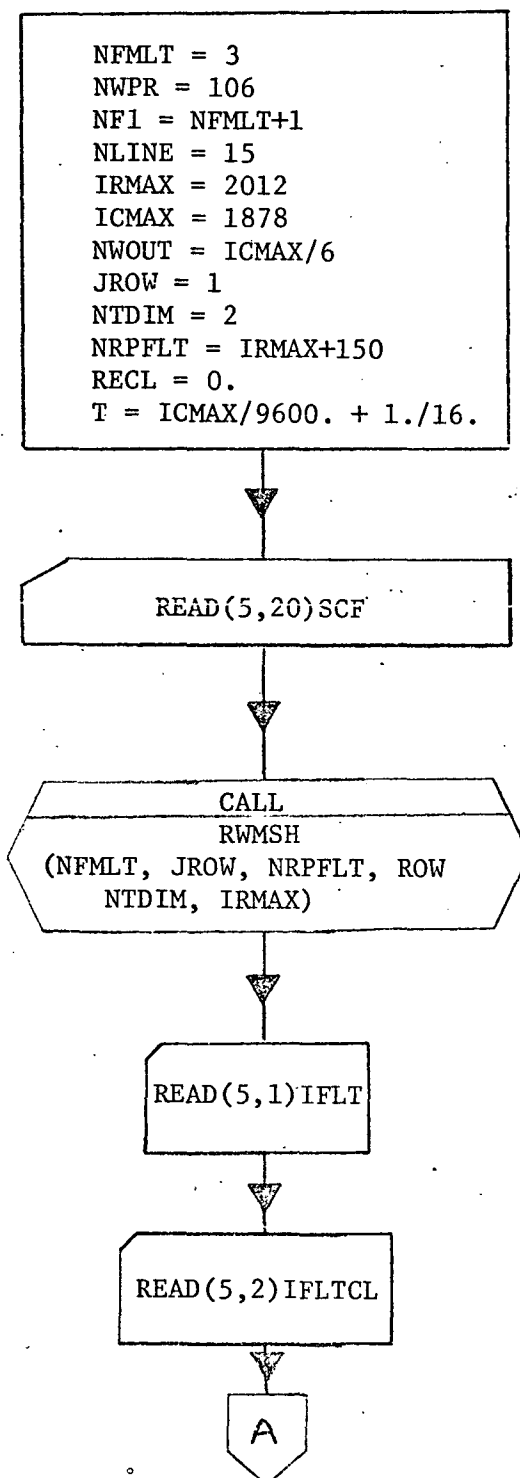 NFMLT = 3
NWPR = 106
NF1 = NFMLT+1
NLINE = 15
IRMAX = 2012
ICMAX = 1878
NWOUT = ICMAX/6
JROW = 1
NTDIM = 2
NRPFLT = IRMAX+150
RECL = 0.
T = ICMAX/9600. + 1./16.
READ(5,20)SCF
CALL
RWMSH
(NFMLT, JROW, NRPFLT, ROW
NTDIM, IRMAX)
READ(5,1)IFLT
READ(5,2)IFLTCL
A